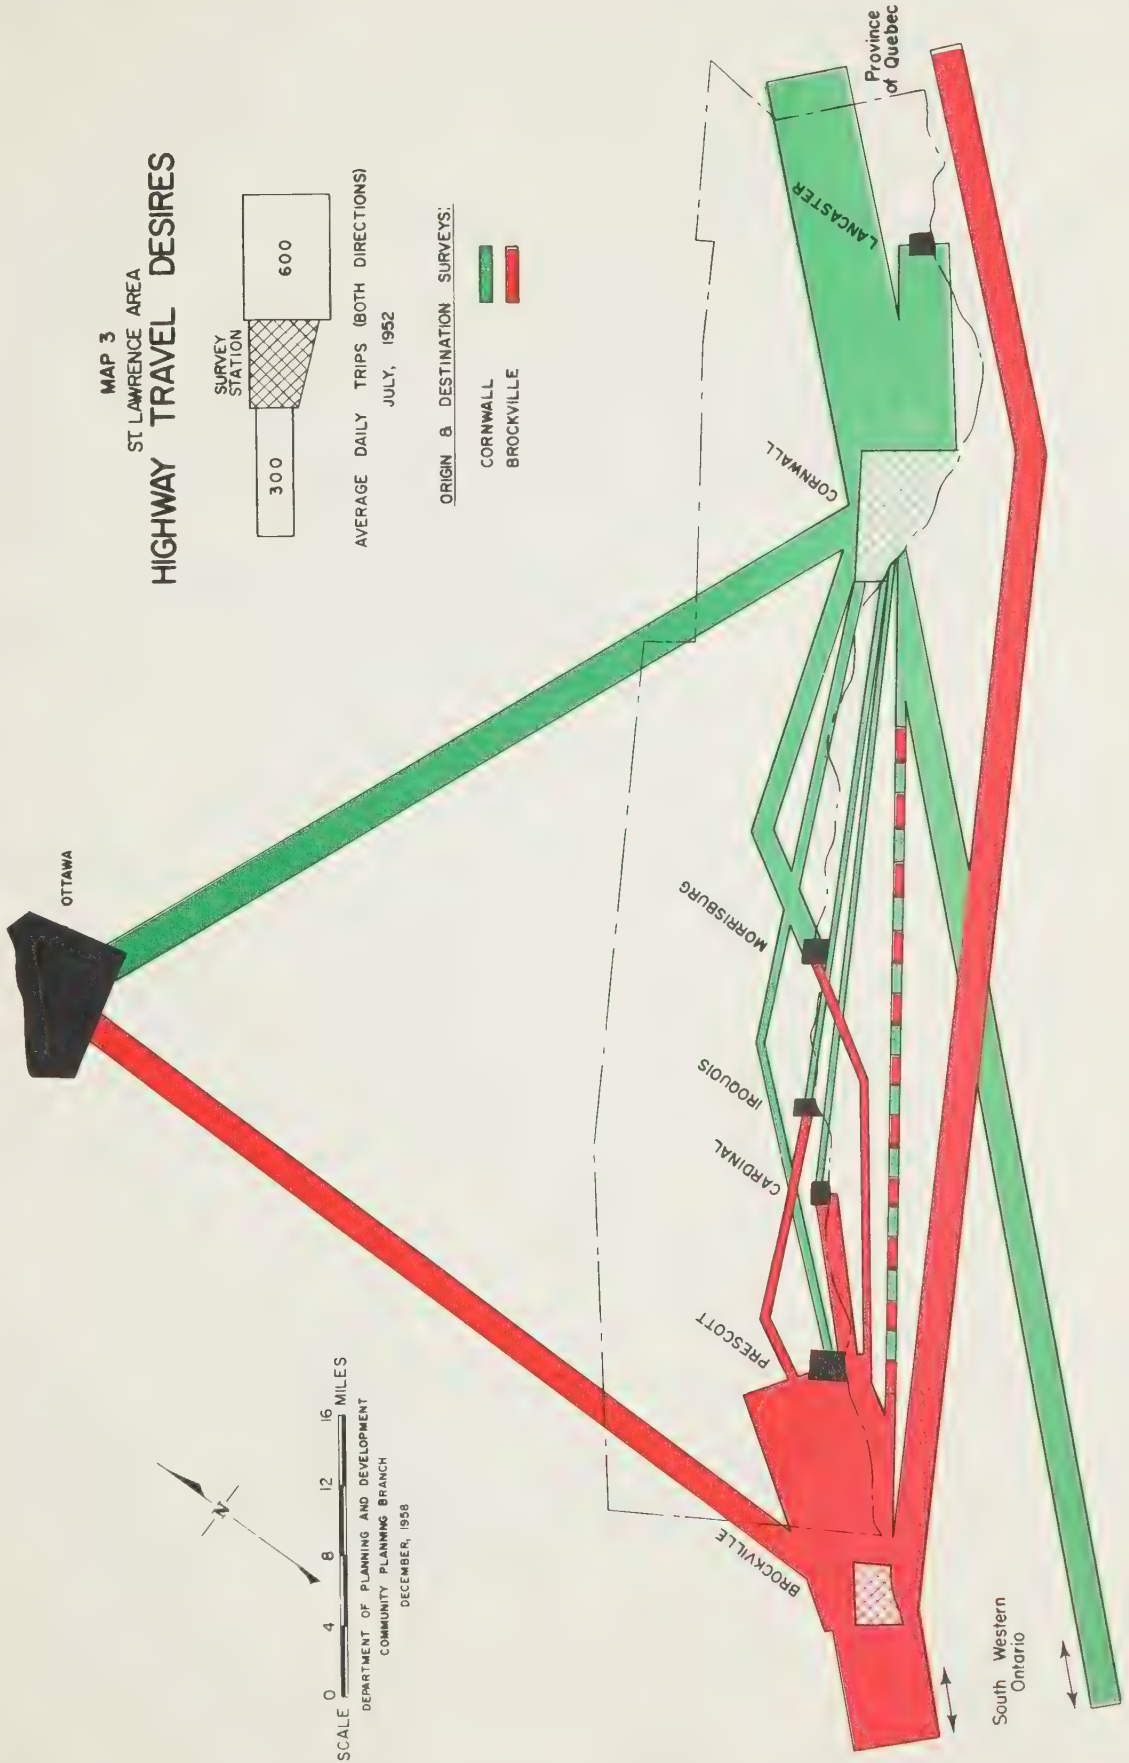 MAP 3
ST. LAWRENCE AREA
HIGHWAY TRAVEL DESIRES
SURVEY
STATION
300
600
AVERAGE DAILY TRIPS (BOTH DIRECTIONS)
JULY, 1952
ORIGIN & DESTINATION SURVEYS:
CORNWALL
BROCKVILLE
OTTAWA
N
SCALE 0 4 8 12 16 MILES
DEPARTMENT OF PLANNING AND DEVELOPMENT
COMMUNITY PLANNING BRANCH
DECEMBER, 1958
BROCKVILLE
PRESCOTT
CARDINAL
IROQUOIS
MORRISBURG
CORNWALL
LANCASTER
Province
of Quebec
South Western
Ontario